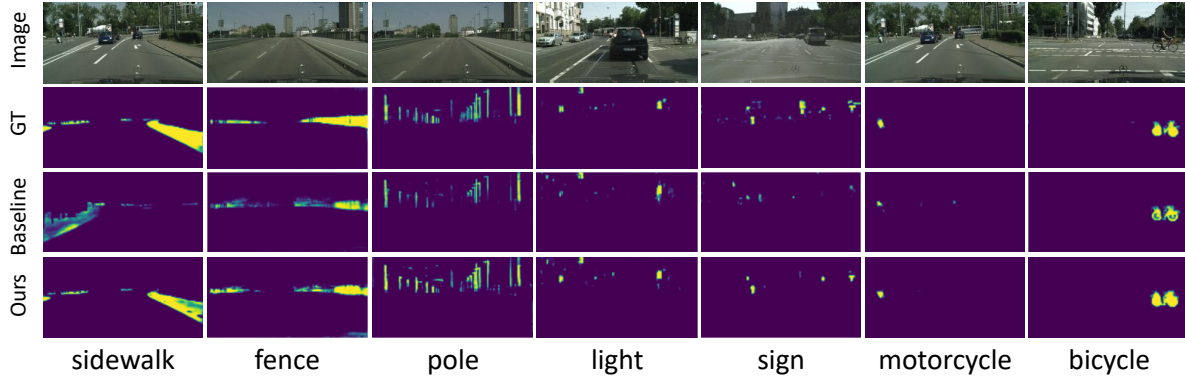 Image
GT
Baseline
Ours
sidewalk fence pole light sign motorcycle bicycle